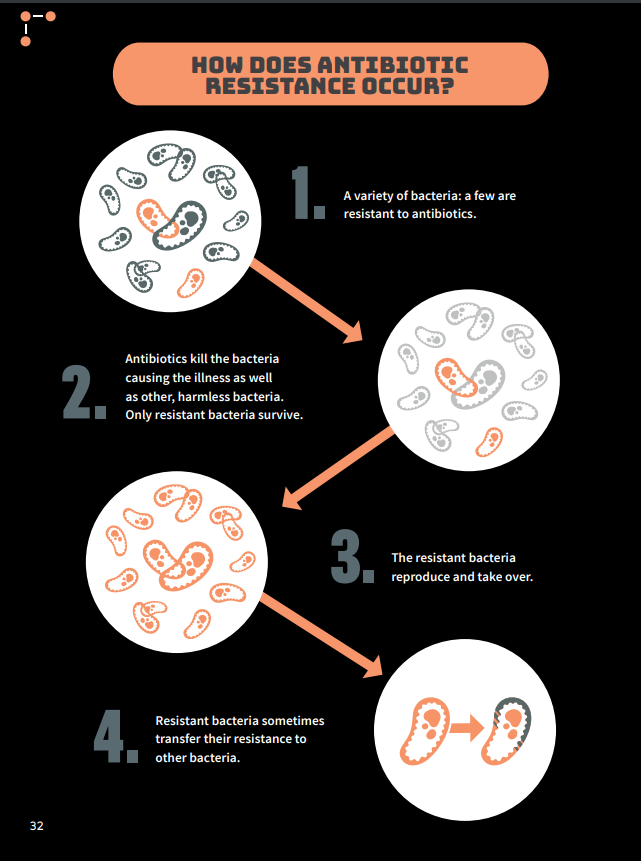 HOW DOES ANTIBIOTIC
RESISTANCE OCCUR?
1.
A variety of bacteria: a few are
resistant to antibiotics.
2.
Antibiotics kill the bacteria
causing the illness as well
as other, harmless bacteria.
Only resistant bacteria survive.
3.
The resistant bacteria
reproduce and take over.
4.
Resistant bacteria sometimes
transfer their resistance to
other bacteria.
32